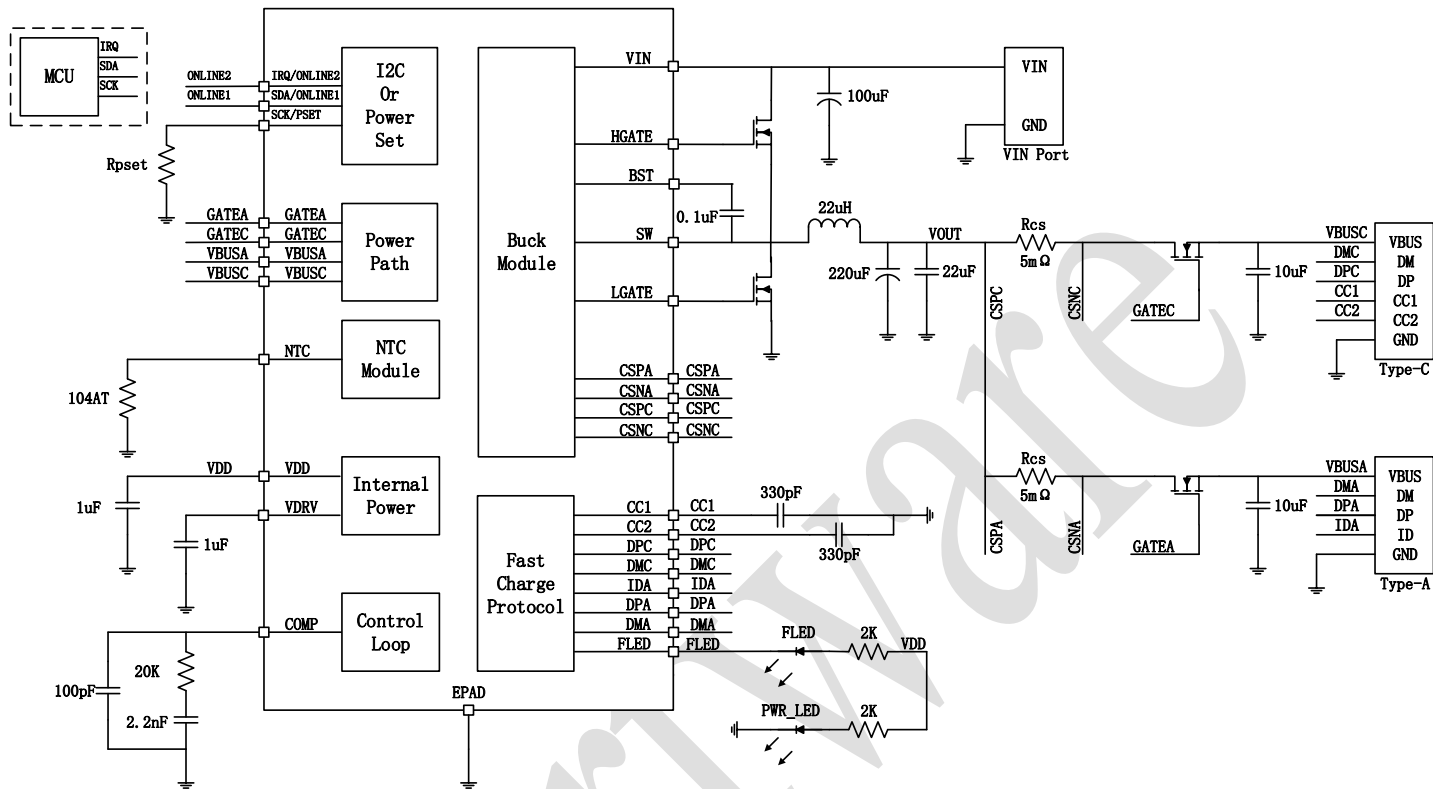 MCU
IRQ
SDA
SCK
ONLINE2
ONLINE1
IRQ/ONLINE2
SDA/ONLINE1
SCK/PSET
I2C
Or
Power
Set
Rpset
GATEA
GATEC
VBUSA
VBUSC
GATEA
GATEC
VBUSA
VBUSC
Power
Path
NTC
NTC
Module
104AT
VDD
VDD
VDRV
Internal
Power
1uF
1uF
COMP
Control
Loop
20K
100pF
2.2nF
EPAD
Buck
Module
VIN
HGATE
BST
SW
LGATE
CSPA
CSNA
CSPC
CSNC
CSPA
CSNA
CSPC
CSNC
0.1uF
22uH
100uF
VIN
GND
VIN Port
VOUT
220uF
22uF
Rcs
5mΩ
CSPC
CSNC
GATEC
10uF
VBUSC
DMC
DPC
CC1
CC2
VBUS
DM
DP
CC1
CC2
GND
Type-C
Rcs
5mΩ
CSPA
CSNA
GATEA
10uF
VBUSA
DMA
DPA
IDA
VBUS
DM
DP
ID
GND
Type-A
Fast
Charge
Protocol
CC1
CC2
DPC
DMC
IDA
DPA
DMA
FLED
CC1
CC2
DPC
DMC
IDA
DPA
DMA
FLED
330pF
330pF
FLED
2K
VDD
PWR_LED
2K